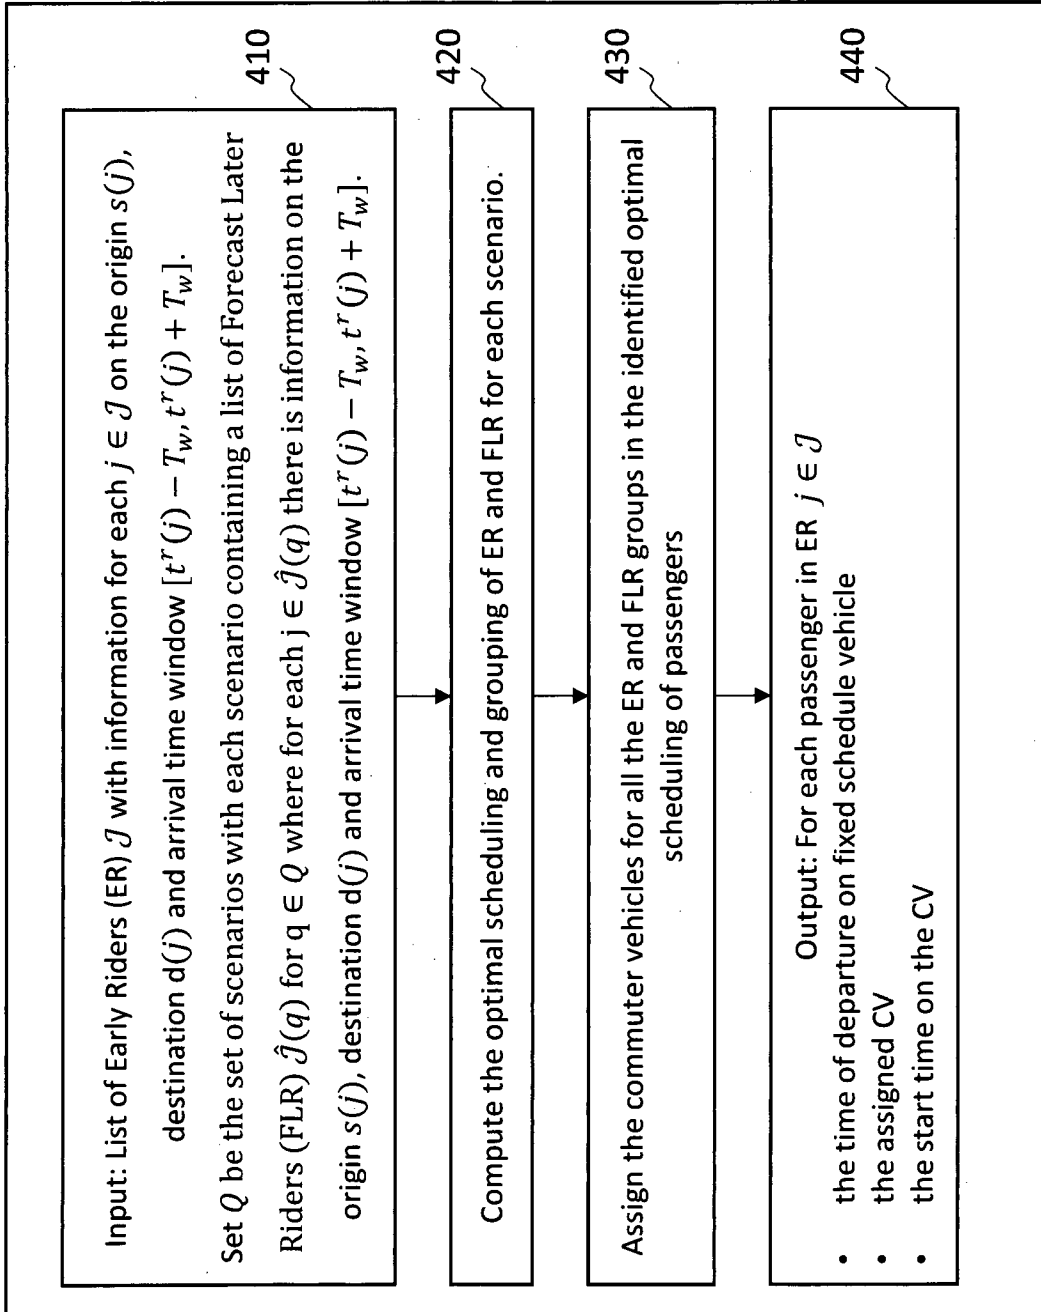 410
Input: List of Early Riders (ER) 𝒥 with information for each j ∈ 𝒥 on the origin s(j),
destination d(j) and arrival time window [tʳ(j) − T_w, tʳ(j) + T_w].
Set Q be the set of scenarios with each scenario containing a list of Forecast Later
Riders (FLR) 𝒥̂(q) for q ∈ Q where for each j ∈ 𝒥̂(q) there is information on the
origin s(j), destination d(j) and arrival time window [tʳ(j) − T_w, tʳ(j) + T_w].
420
Compute the optimal scheduling and grouping of ER and FLR for each scenario.
430
Assign the commuter vehicles for all the ER and FLR groups in the identified optimal
scheduling of passengers
440
Output: For each passenger in ER j ∈ 𝒥
• the time of departure on fixed schedule vehicle
• the assigned CV
• the start time on the CV